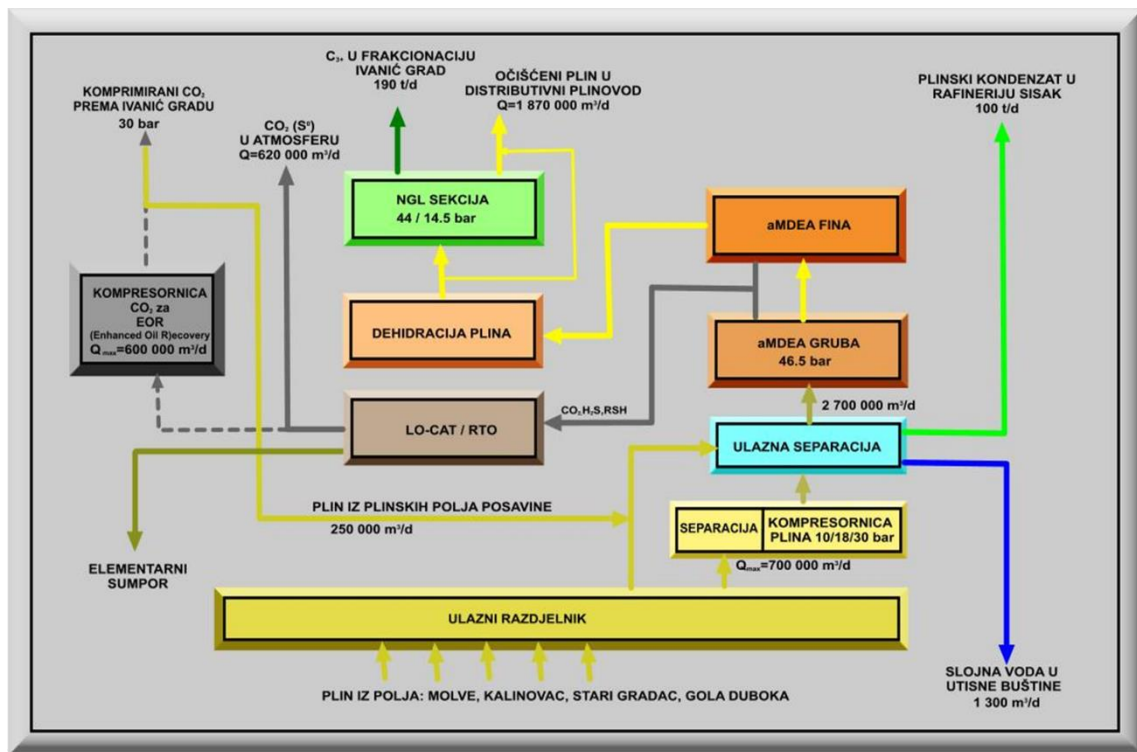 C₃₊ U FRAKCIONACIJU
IVANIĆ GRAD
190 t/d
OČIŠĆENI PLIN U
DISTRIBUTIVNI PLINOVOD
Q=1 870 000 m³/d
PLINSKI KONDENZAT U
RAFINERIJU SISAK
100 t/d
KOMPRIMIRANI CO₂
PREMA IVANIĆ GRADU
30 bar
CO₂ (S⁰)
U ATMOSFERU
Q=620 000 m³/d
NGL SEKCIJA
44 / 14.5 bar
aMDEA FINA
KOMPRESORNICA
CO₂ za
EOR
(Enhanced Oil R)ecovery
Q max=600 000 m³/d
DEHIDRACIJA PLINA
aMDEA GRUBA
46.5 bar
2 700 000 m³/d
CO₂,H₂S,RSH
LO-CAT / RTO
ULAZNA SEPARACIJA
PLIN IZ PLINSKIH POLJA POSAVINE
250 000 m³/d
SEPARACIJA
KOMPRESORNICA
PLINA 10/18/30 bar
Qmax=700 000 m³/d
ELEMENTARNI
SUMPOR
ULAZNI RAZDJELNIK
PLIN IZ POLJA: MOLVE, KALINOVAC, STARI GRADAC, GOLA DUBOKA
SLOJNA VODA U
UTISNE BUŠTINE
1 300 m³/d